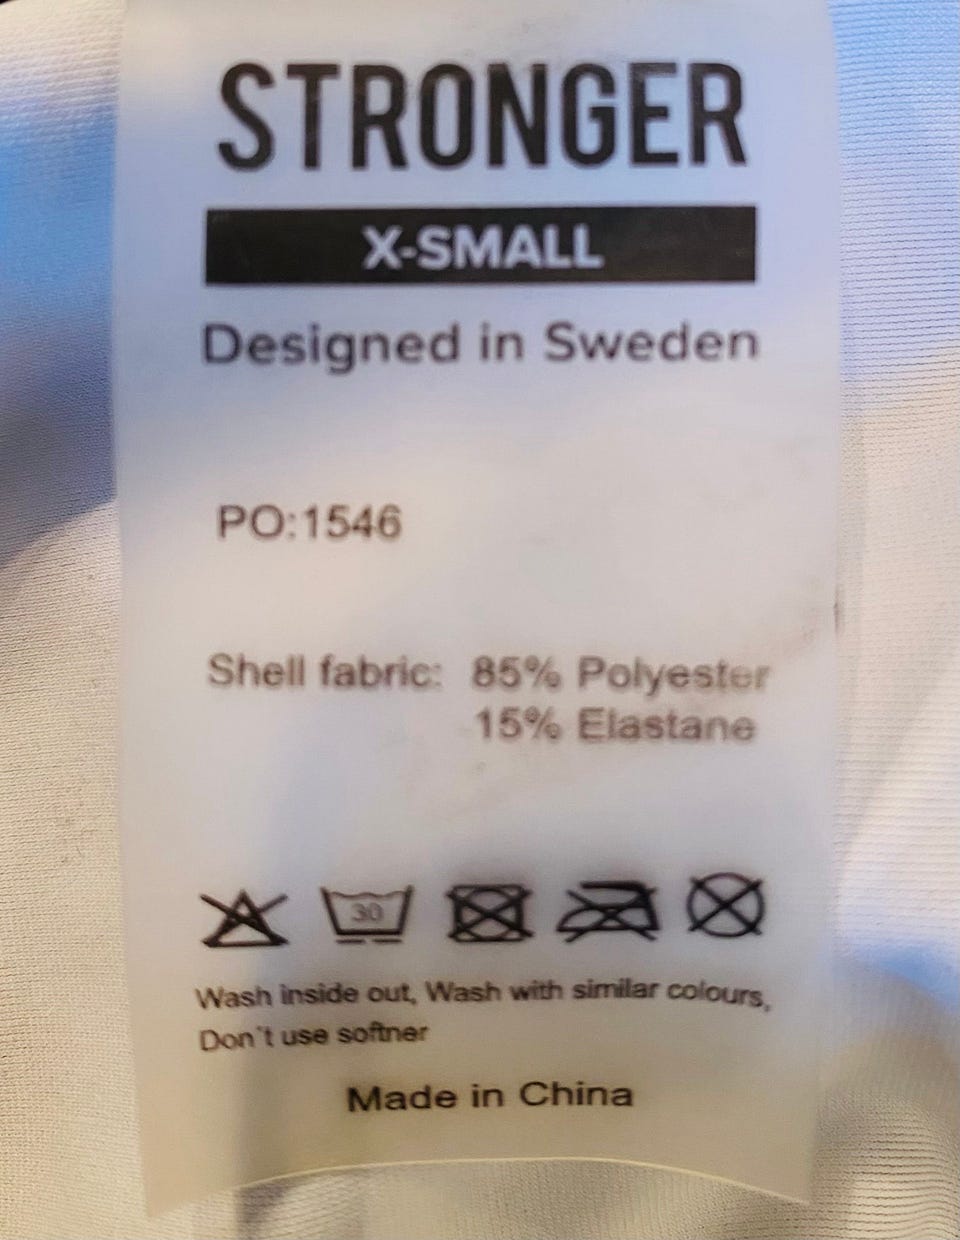 STRONGER
X-SMALL
Designed in Sweden
PO:1546
Shell fabric: 85% Polyester
15% Elastane
30
Wash inside out, Wash with similar colours,
Don´t use softner
Made in China